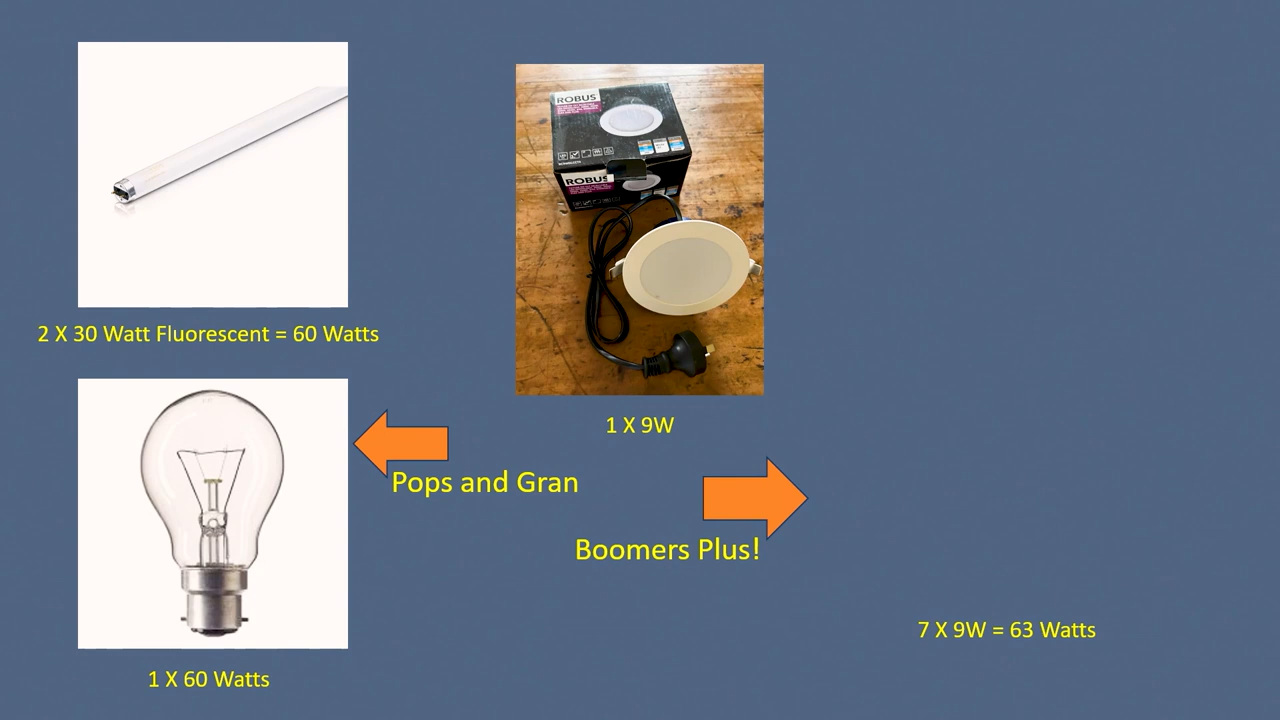 ROBUS
ROBUS
2 X 30 Watt Fluorescent = 60 Watts
1 X 9W
Pops and Gran
Boomers Plus!
7 X 9W = 63 Watts
1 X 60 Watts